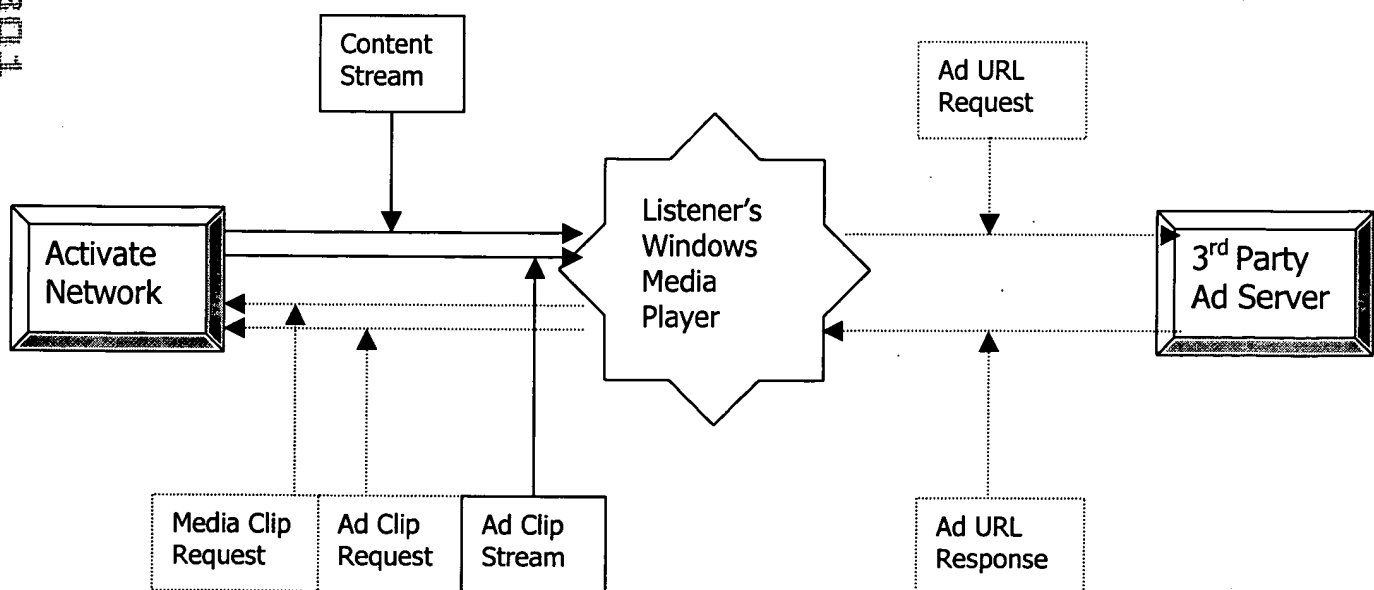 Content
Stream
Ad URL
Request
Activate
Network
Listener's
Windows
Media
Player
3rd Party
Ad Server
Media Clip
Request
Ad Clip
Request
Ad Clip
Stream
Ad URL
Response